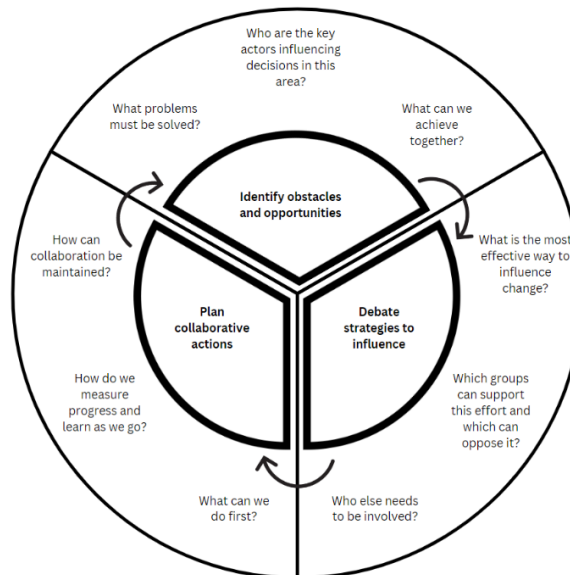 Who are the key
actors influencing
decisions in this
area?
What problems
must be solved?
What can we
achieve
together?
Identify obstacles
and opportunities
How can
collaboration be
maintained?
What is the most
effective way to
influence
change?
Plan
collaborative
actions
Debate
strategies to
influence
How do we
measure
progress and
learn as we go?
Which groups
can support
this effort and
which can
oppose it?
What can we
do first?
Who else needs
to be involved?